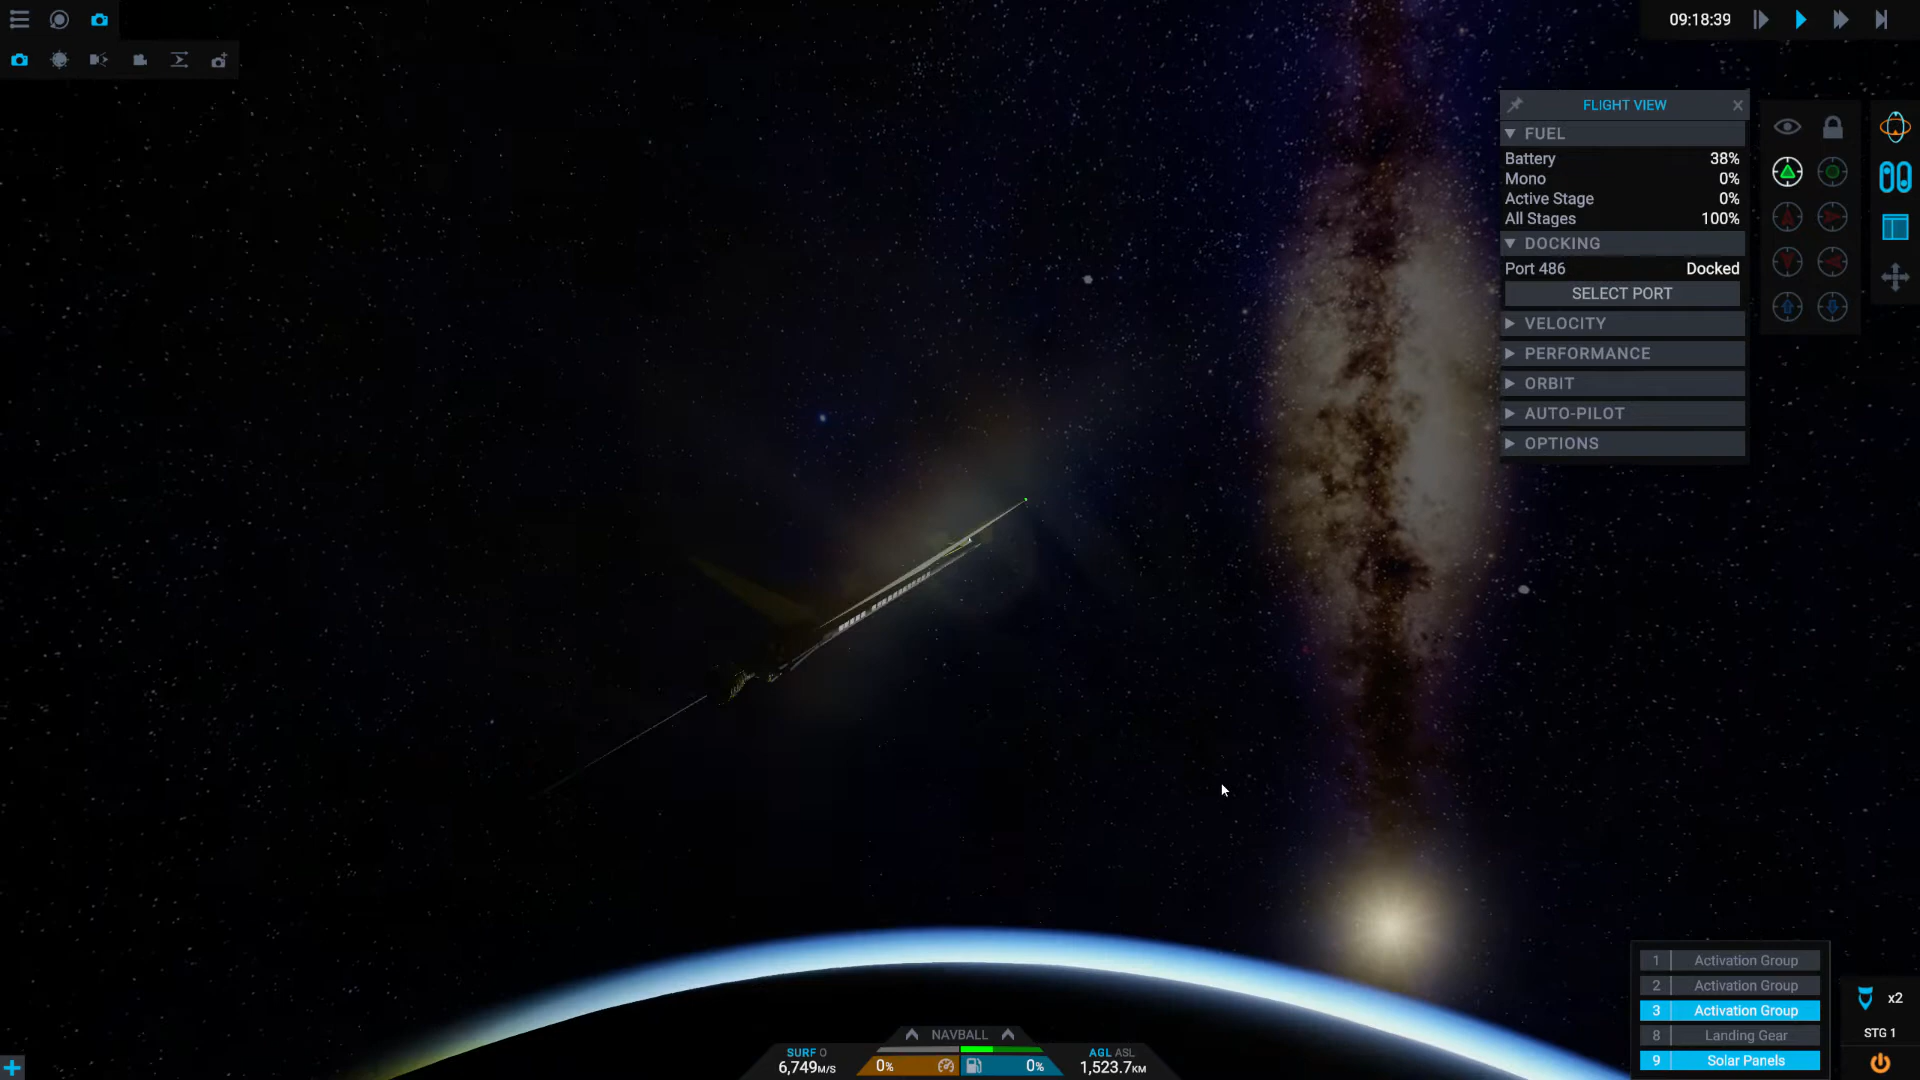 09:18:39
FLIGHT VIEW
FUEL
Battery 38%
Mono 0%
Active Stage 0%
All Stages 100%
DOCKING
Port 486 Docked
SELECT PORT
VELOCITY
PERFORMANCE
ORBIT
AUTO-PILOT
OPTIONS
1 Activation Group
2 Activation Group
3 Activation Group
8 Landing Gear
9 Solar Panels
x2
STG 1
NAVBALL
SURF O
6,749M/S
0%
0%
AGL ASL
1,523.7KM